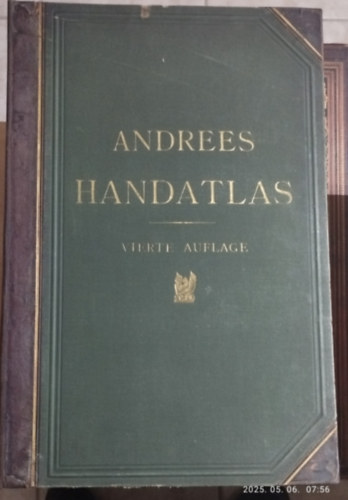 ANDREES
HANDATLAS
VIERTE AUFLAGE
2025. 05. 06. 07:56